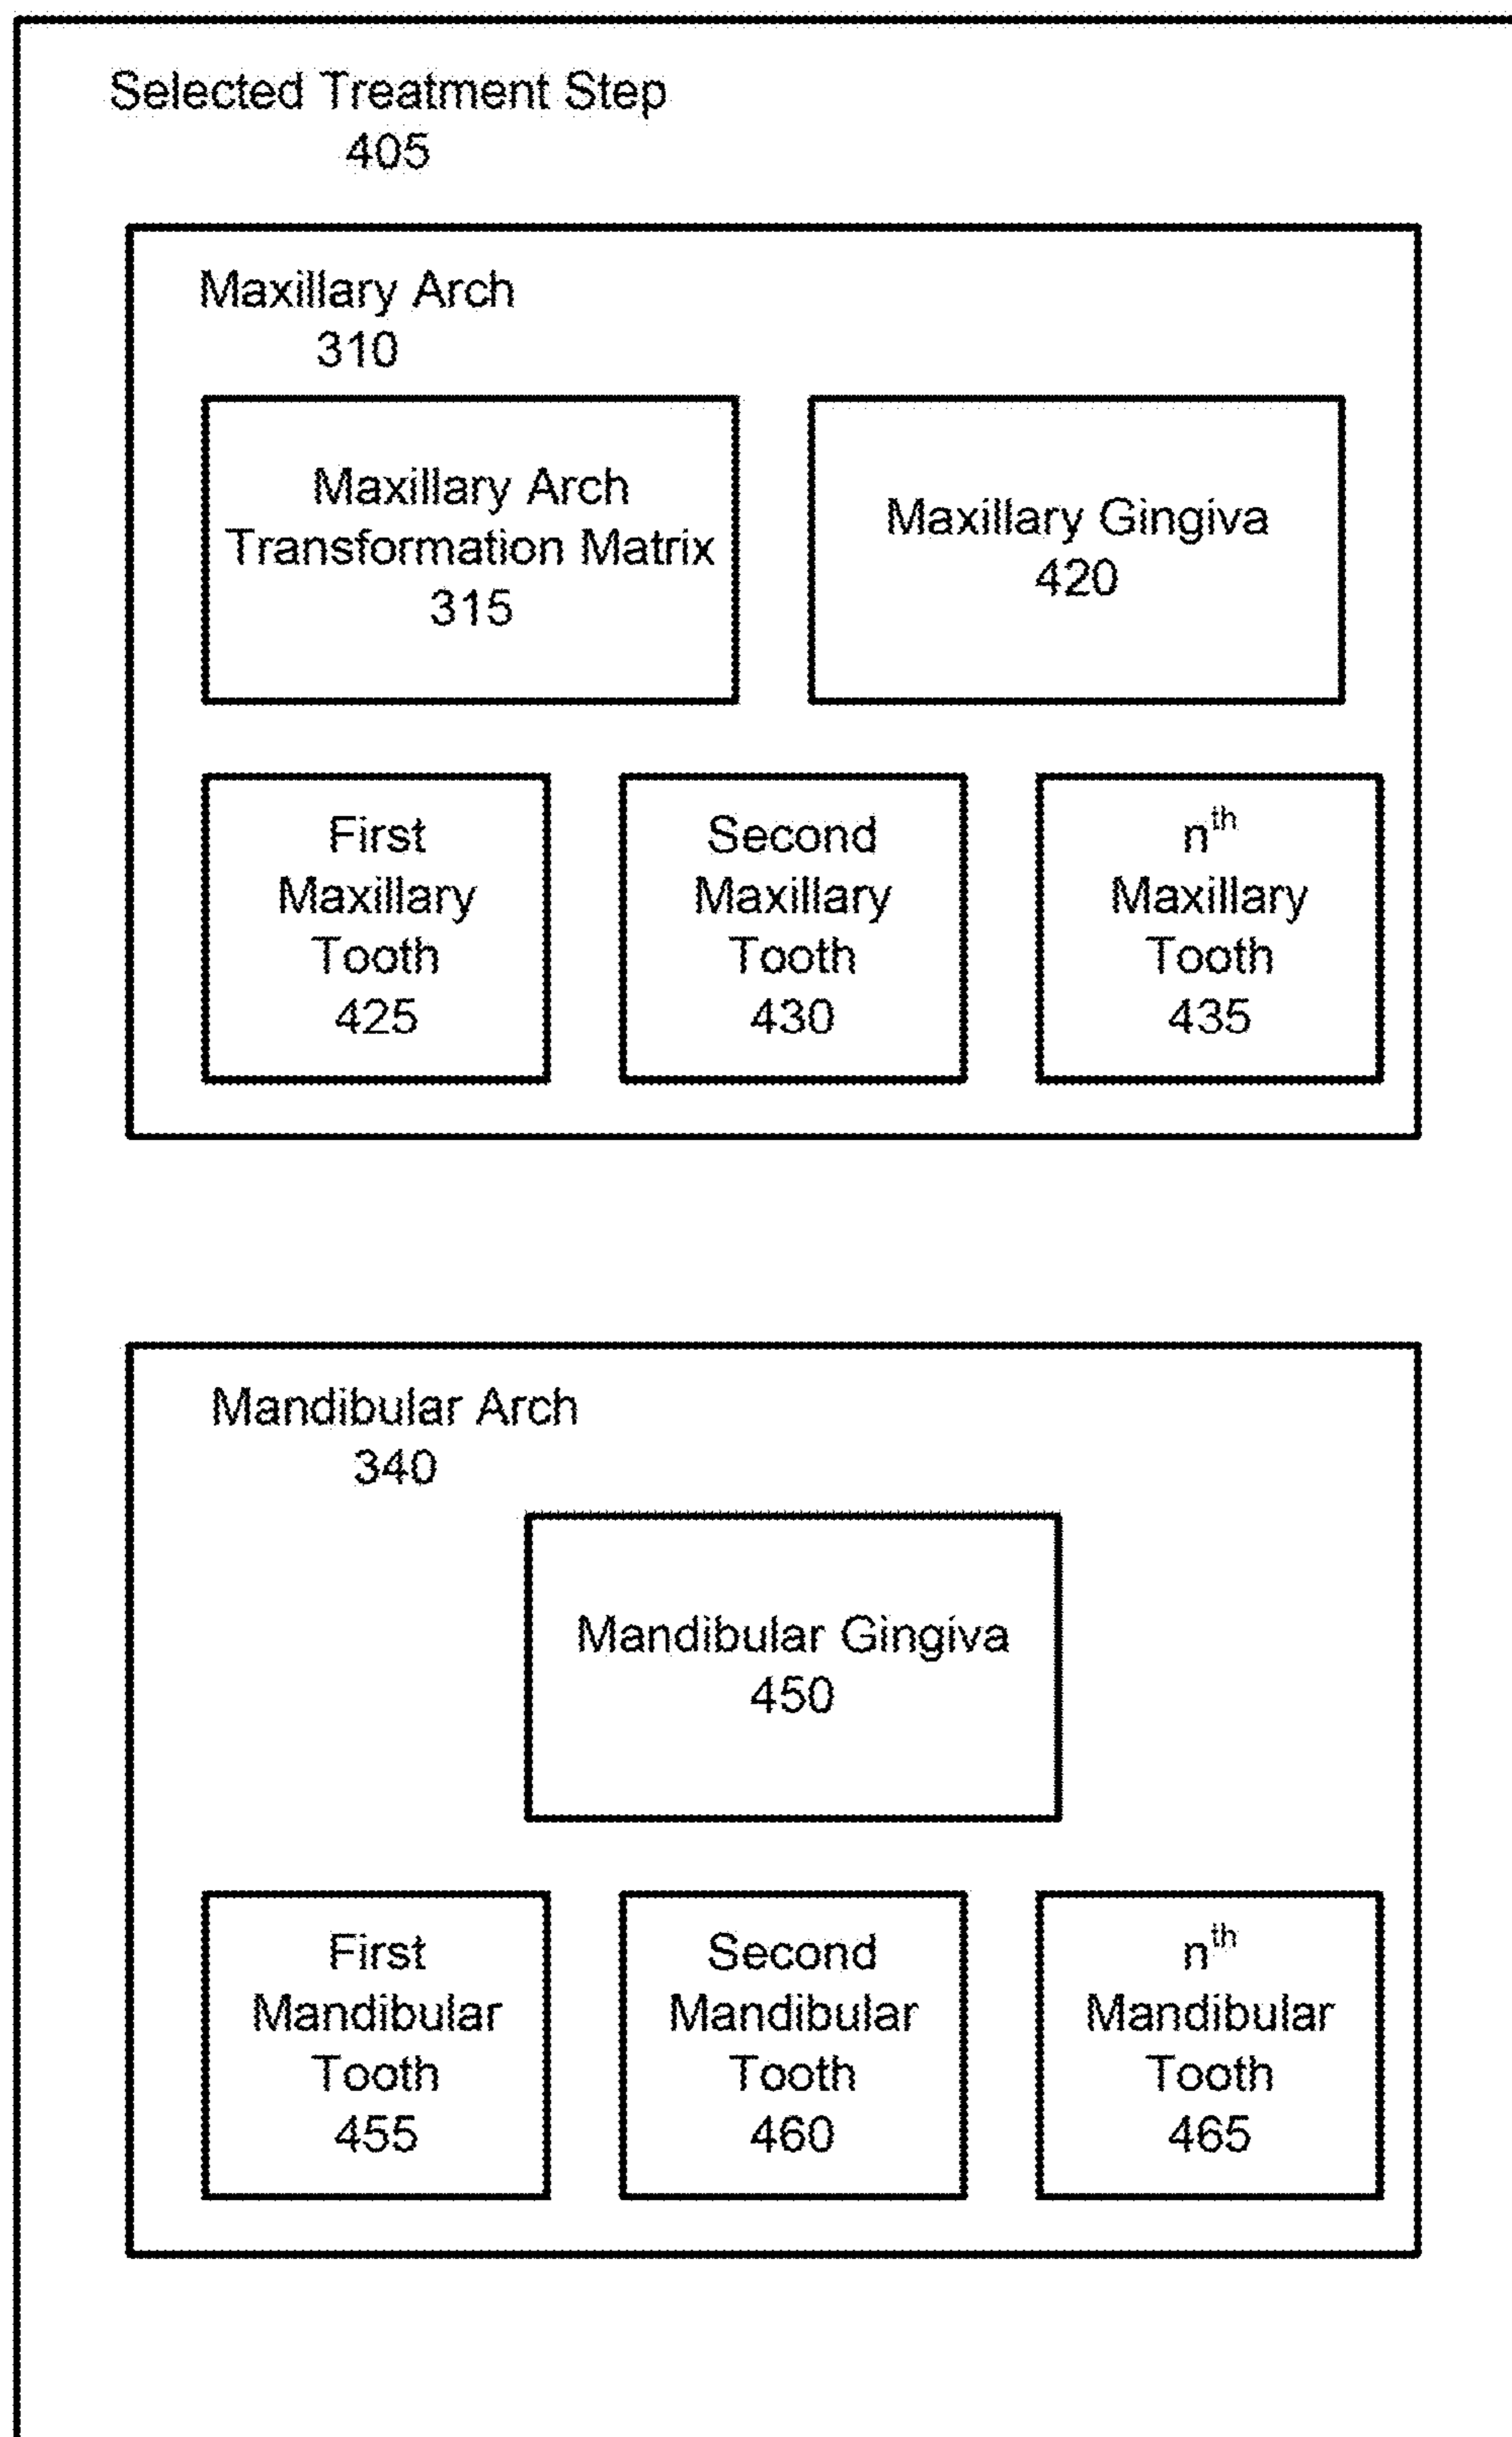 Selected Treatment Step
405
Maxillary Arch
310
Maxillary Arch
Transformation Matrix
315
Maxillary Gingiva
420
First
Maxillary
Tooth
425
Second
Maxillary
Tooth
430
nth
Maxillary
Tooth
435
Mandibular Arch
340
Mandibular Gingiva
450
First
Mandibular
Tooth
455
Second
Mandibular
Tooth
460
nth
Mandibular
Tooth
465